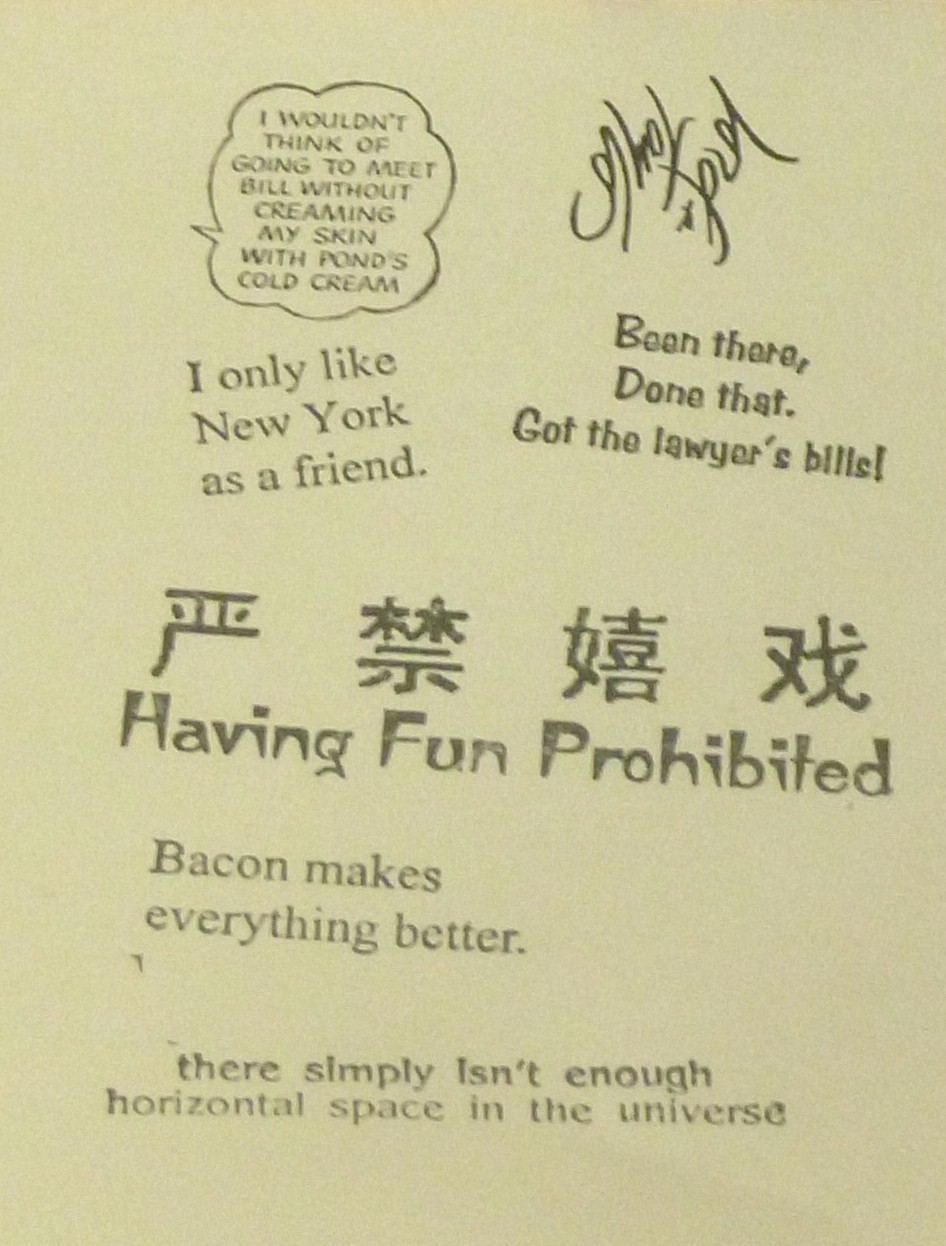 I WOULDN'T
THINK OF
GOING TO MEET
BILL WITHOUT
CREAMING
MY SKIN
WITH POND'S
COLD CREAM
I only like
New York
as a friend.
Been there,
Done that.
Got the lawyer's bills!
严禁嬉戏
Having Fun Prohibited
Bacon makes
everything better.
there simply isn't enough
horizontal space in the universe